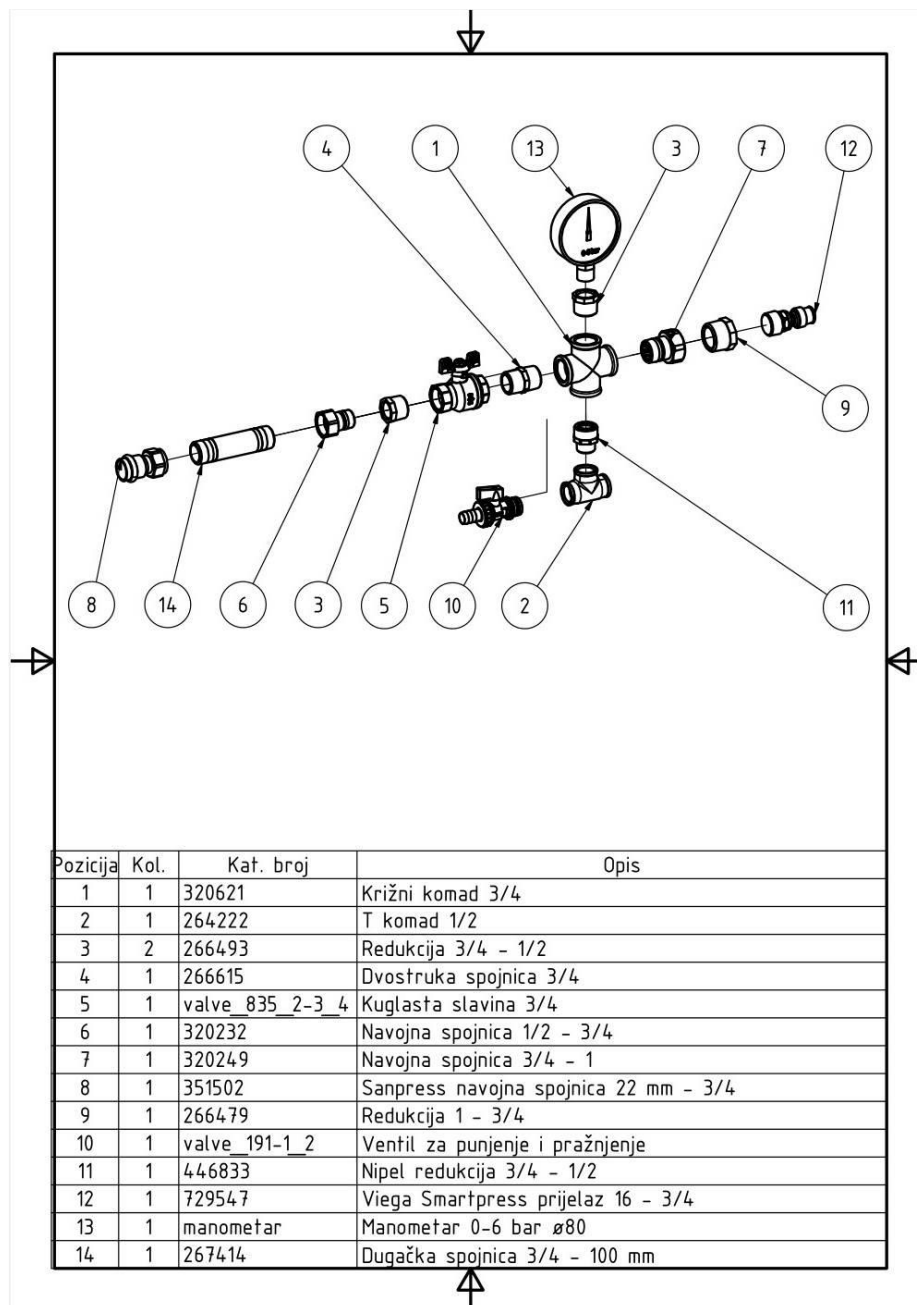 4 1 13 3 7 12
9
8 14 6 3 5 10 2 11
Pozicija Kol. Kat. broj Opis
1 1 320621 Križni komad 3/4
2 1 264222 T komad 1/2
3 2 266493 Redukcija 3/4 - 1/2
4 1 266615 Dvostruka spojnica 3/4
5 1 valve_835_2-3_4 Kuglasta slavina 3/4
6 1 320232 Navojna spojnica 1/2 - 3/4
7 1 320249 Navojna spojnica 3/4 - 1
8 1 351502 Sanpress navojna spojnica 22 mm - 3/4
9 1 266479 Redukcija 1 - 3/4
10 1 valve_191-1_2 Ventil za punjenje i pražnjenje
11 1 446833 Nipel redukcija 3/4 - 1/2
12 1 729547 Viega Smartpress prijelaz 16 - 3/4
13 1 manometar Manometar 0-6 bar ø80
14 1 267414 Dugačka spojnica 3/4 - 100 mm